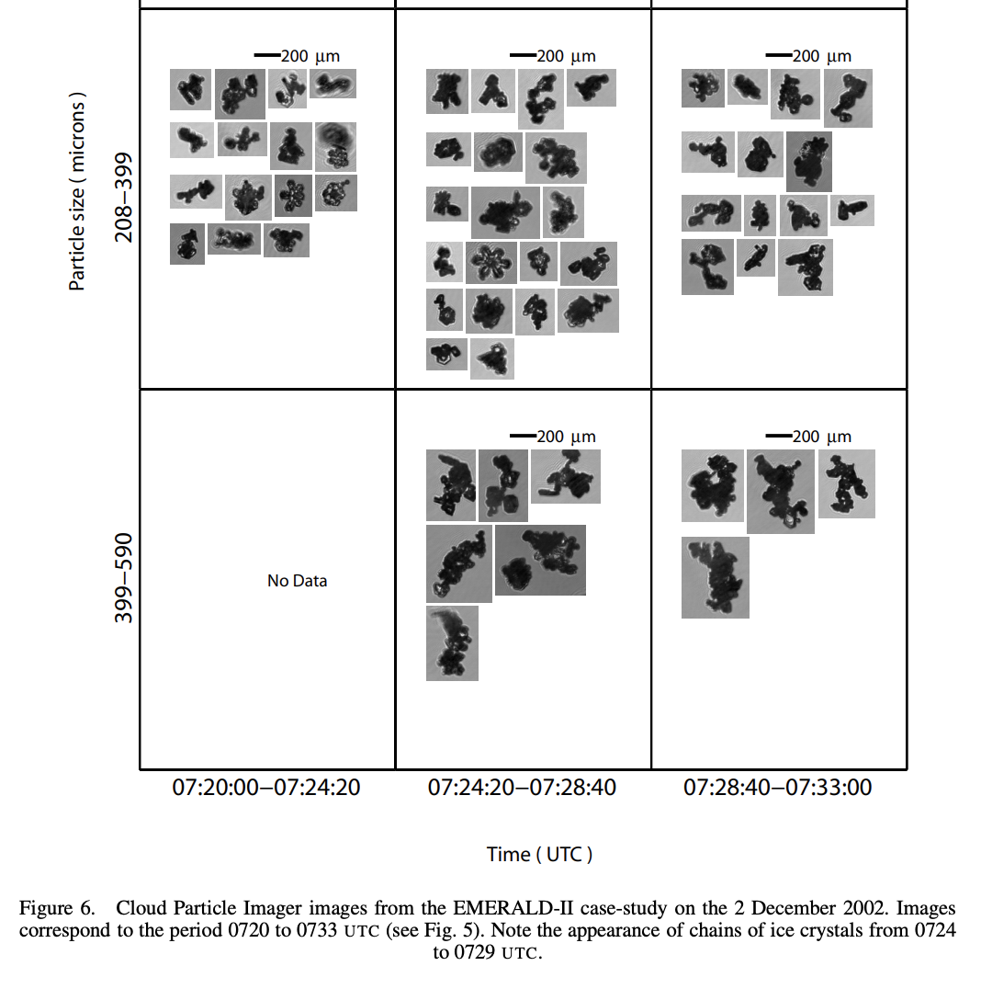 Particle size ( microns )
208–399
200 μm
200 μm
200 μm
399–590
No Data
200 μm
200 μm
07:20:00–07:24:20
07:24:20–07:28:40
07:28:40–07:33:00
Time ( UTC )
Figure 6. Cloud Particle Imager images from the EMERALD-II case-study on the 2 December 2002. Images
correspond to the period 0720 to 0733 UTC (see Fig. 5). Note the appearance of chains of ice crystals from 0724
to 0729 UTC.